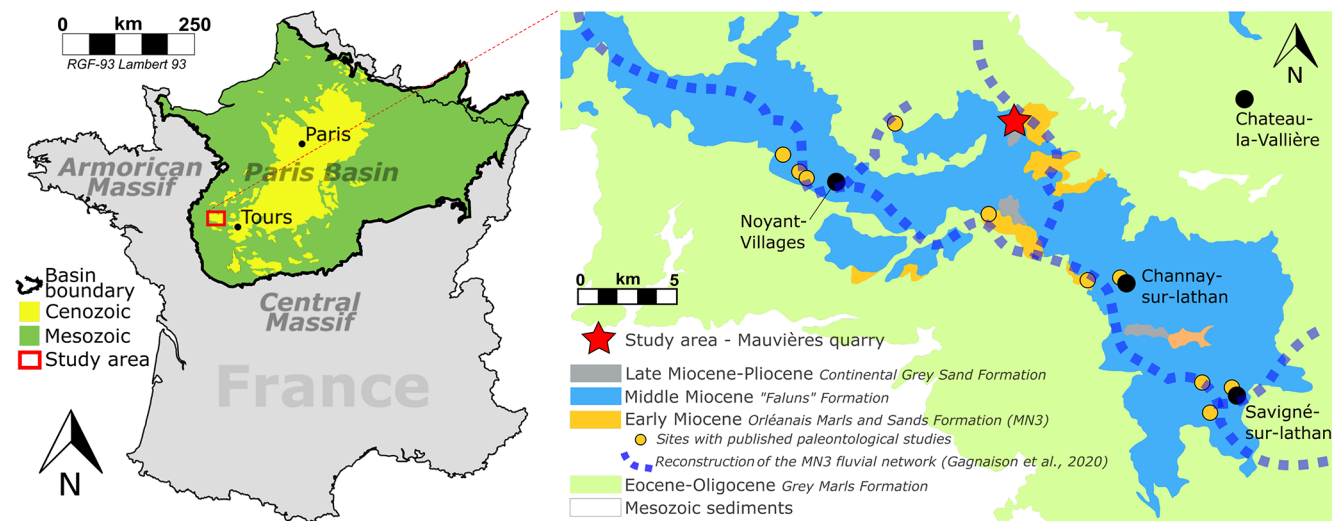 0 km 250
RGF-93 Lambert 93
Paris
Armorican
Massif
Paris Basin
Tours
Basin
boundary
Cenozoic
Mesozoic
Study area
Central
Massif
France
N
N
Chateau-
la-Vallière
Noyant-
Villages
0 km 5
Channay-
sur-lathan
Savigné-
sur-lathan
Study area - Mauvières quarry
Late Miocene-Pliocene Continental Grey Sand Formation
Middle Miocene "Faluns" Formation
Early Miocene Orléanais Marls and Sands Formation (MN3)
Sites with published paleontological studies
Reconstruction of the MN3 fluvial network (Gagnaison et al., 2020)
Eocene-Oligocene Grey Marls Formation
Mesozoic sediments